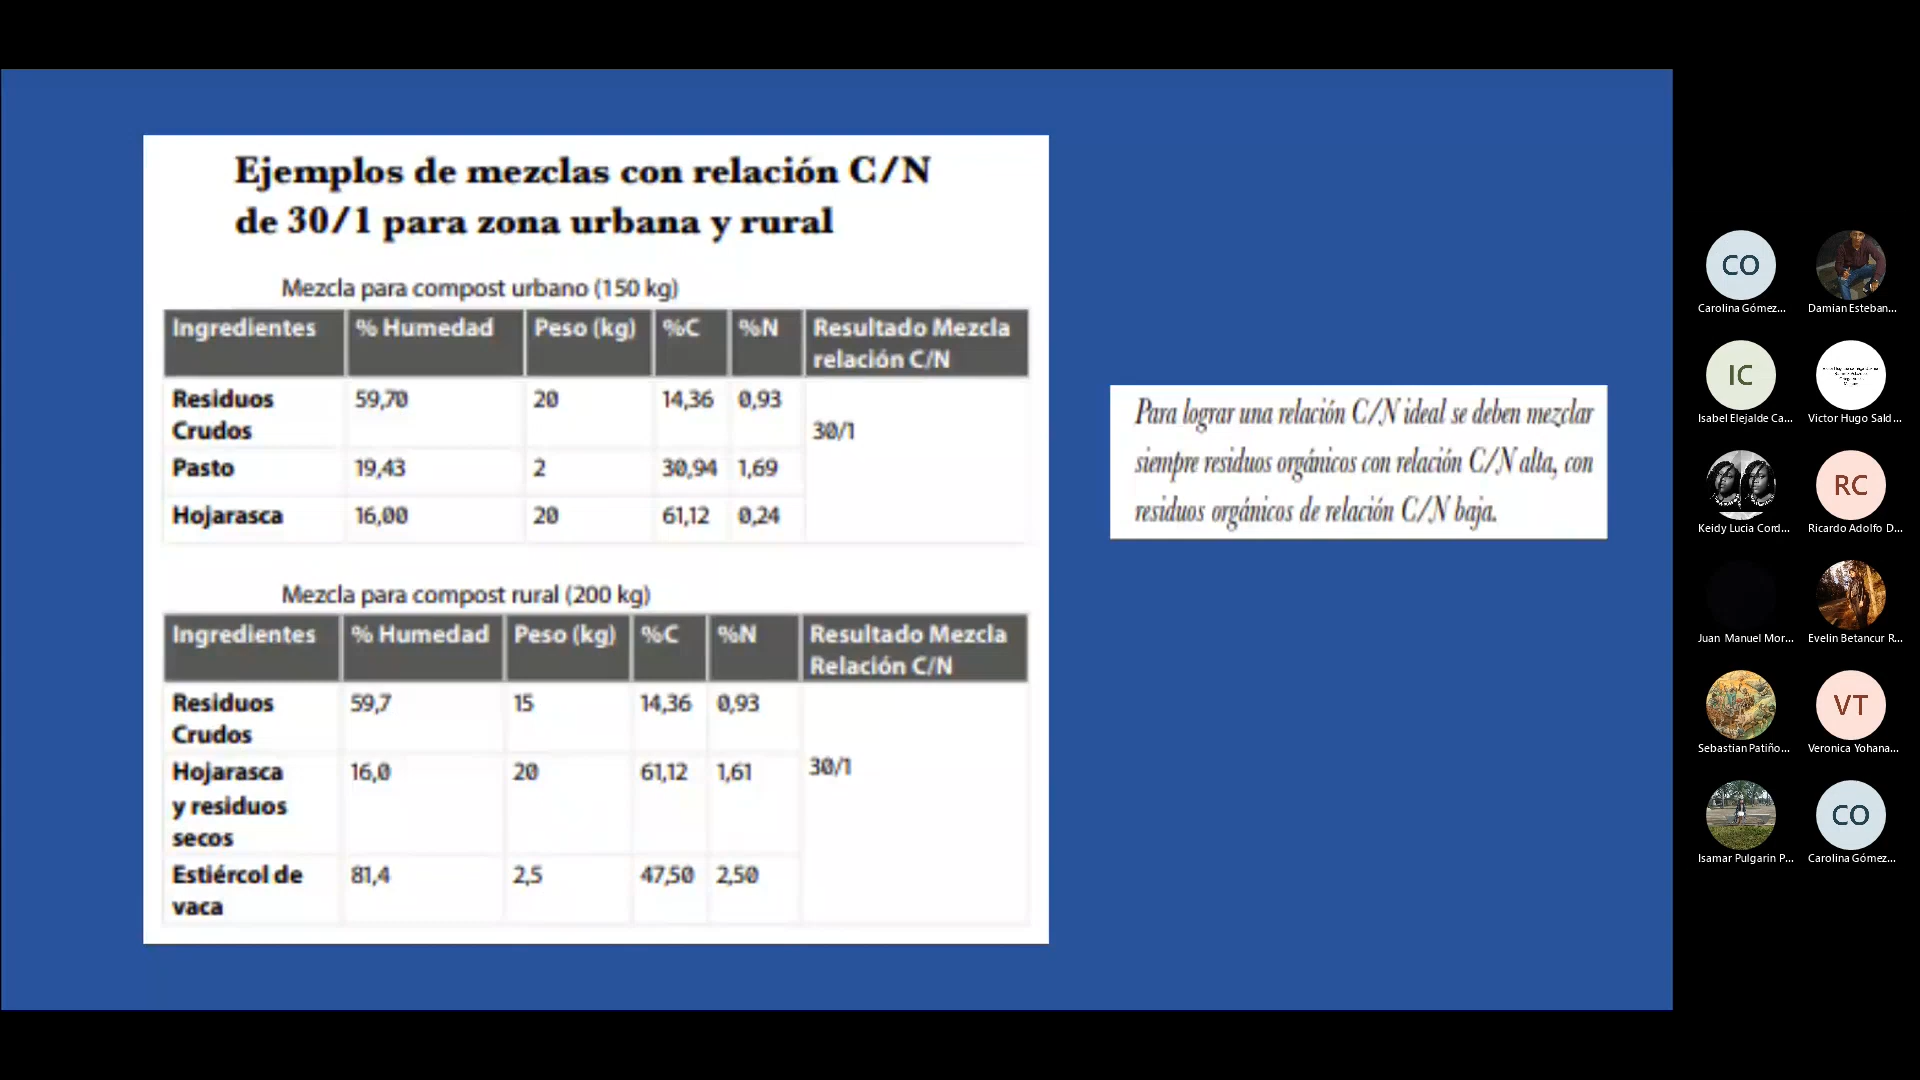 Ejemplos de mezclas con relación C/N
de 30/1 para zona urbana y rural
Mezcla para compost urbano (150 kg)
Ingredientes % Humedad Peso (kg) %C %N Resultado Mezcla
relación C/N
Residuos 59,70 20 14,36 0,93
Crudos 30/1
Pasto 19,43 2 30,94 1,69
Hojarasca 16,00 20 61,12 0,24
Mezcla para compost rural (200 kg)
Ingredientes % Humedad Peso (kg) %C %N Resultado Mezcla
Relación C/N
Residuos 59,7 15 14,36 0,93
Crudos
Hojarasca 16,0 20 61,12 1,61 30/1
y residuos
secos
Estiércol de 81,4 2,5 47,50 2,50
vaca
Para lograr una relación C/N ideal se deben mezclar
siempre residuos orgánicos con relación C/N alta, con
residuos orgánicos de relación C/N baja.
CO
Carolina Gómez... Damian Esteban...
IC
Isabel Elejalde Ca... Victor Hugo Sald...
RC
Keidy Lucia Cord... Ricardo Adolfo D...
Juan Manuel Mor... Evelin Betancur R...
VT
Sebastian Patiño... Veronica Yohana...
CO
Isamar Pulgarin P... Carolina Gómez...